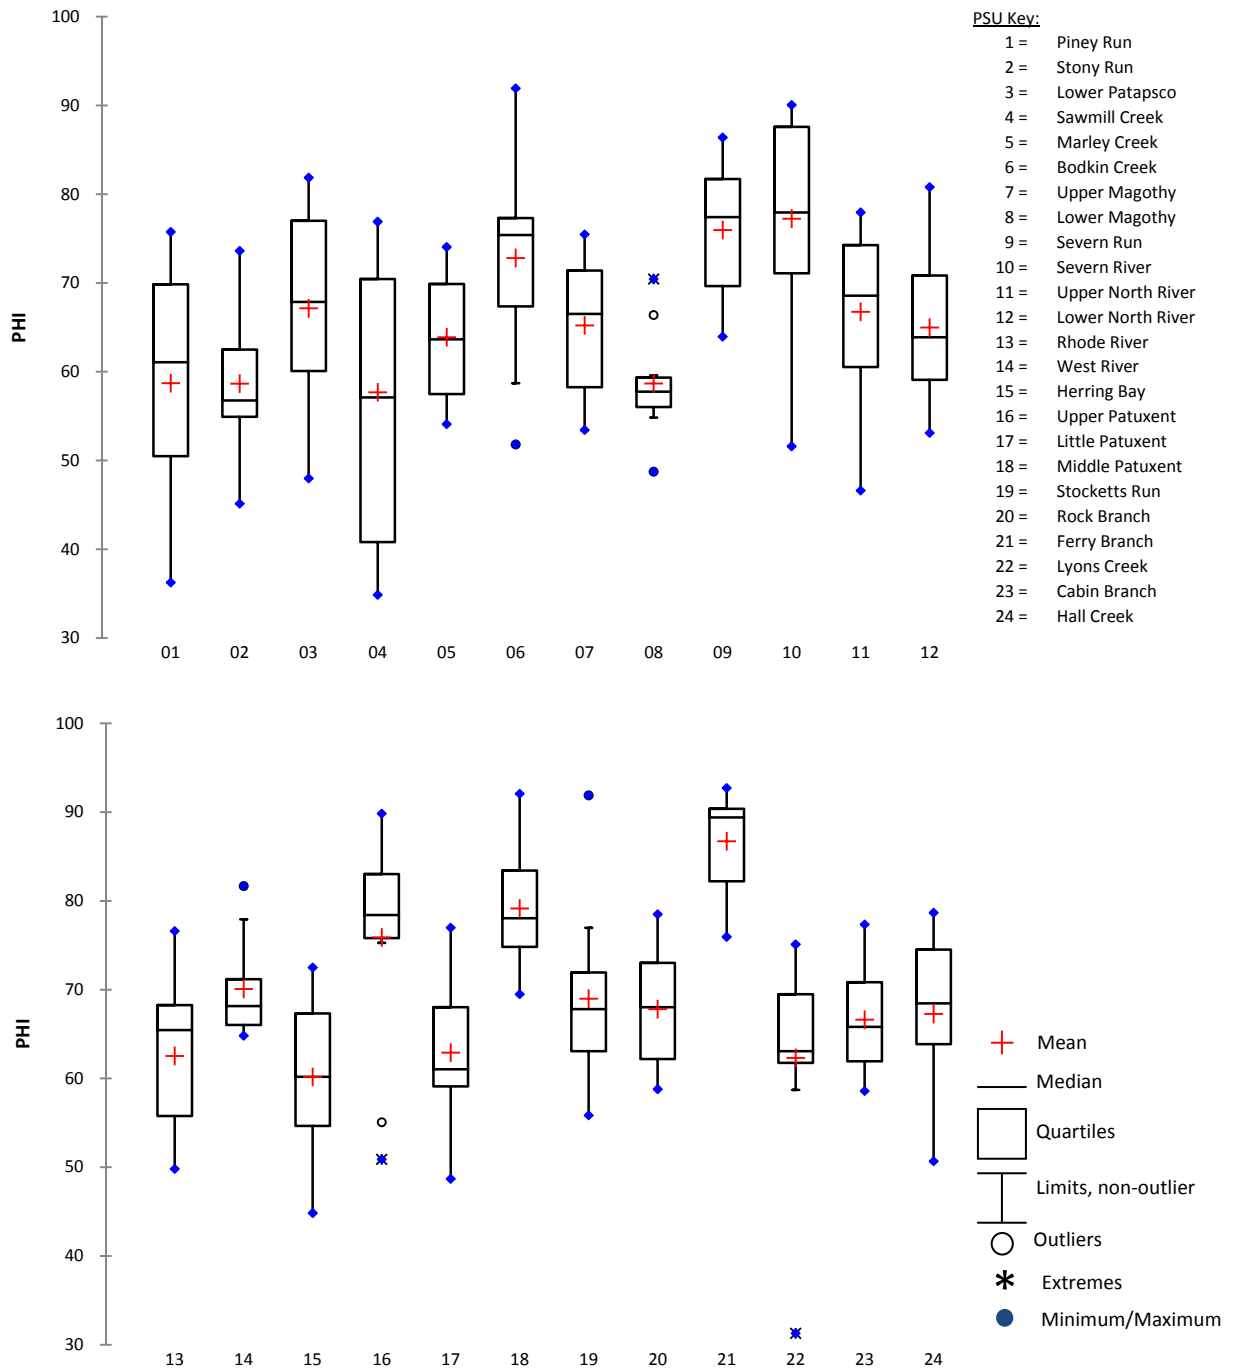 PSU Key:
1 = Piney Run
2 = Stony Run
3 = Lower Patapsco
4 = Sawmill Creek
5 = Marley Creek
6 = Bodkin Creek
7 = Upper Magothy
8 = Lower Magothy
9 = Severn Run
10 = Severn River
11 = Upper North River
12 = Lower North River
13 = Rhode River
14 = West River
15 = Herring Bay
16 = Upper Patuxent
17 = Little Patuxent
18 = Middle Patuxent
19 = Stocketts Run
20 = Rock Branch
21 = Ferry Branch
22 = Lyons Creek
23 = Cabin Branch
24 = Hall Creek
100
90
80
70
60
50
40
30
PHI
01 02 03 04 05 06 07 08 09 10 11 12
100
90
80
70
60
50
40
30
PHI
13 14 15 16 17 18 19 20 21 22 23 24
Mean
Median
Quartiles
Limits, non-outlier
Outliers
Extremes
Minimum/Maximum